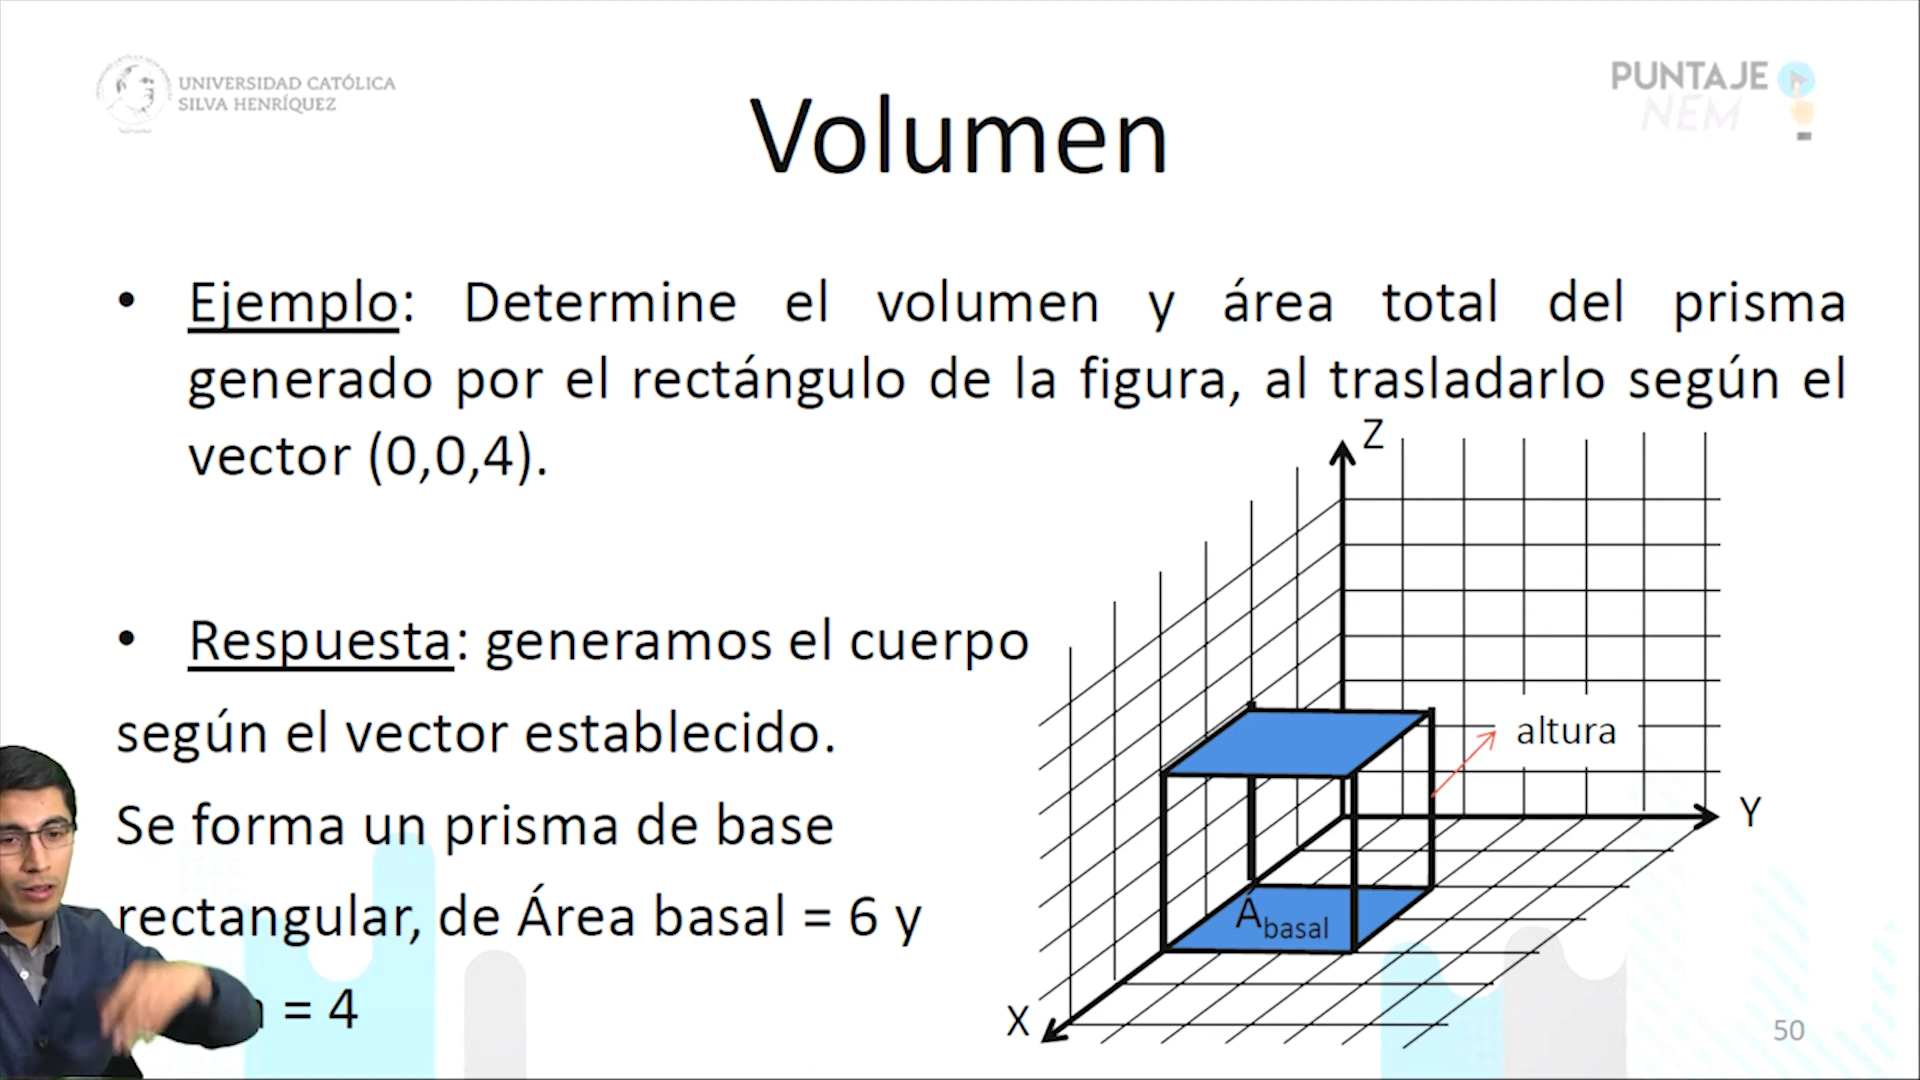 UNIVERSIDAD CATÓLICA
SILVA HENRÍQUEZ
PUNTAJE
NEM
Volumen
• Ejemplo: Determine el volumen y área total del prisma
generado por el rectángulo de la figura, al trasladarlo según el
vector (0,0,4).
• Respuesta: generamos el cuerpo
según el vector establecido.
Se forma un prisma de base
rectangular, de Área basal = 6 y
= 4
Z
altura
Y
Abasal
X
50